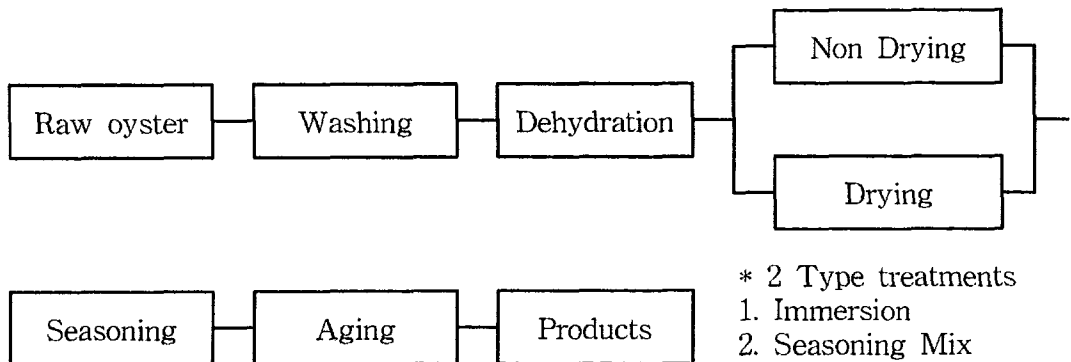 Non Drying
Raw oyster
Washing
Dehydration
Drying
Seasoning
Aging
Products
* 2 Type treatments
1. Immersion
2. Seasoning Mix